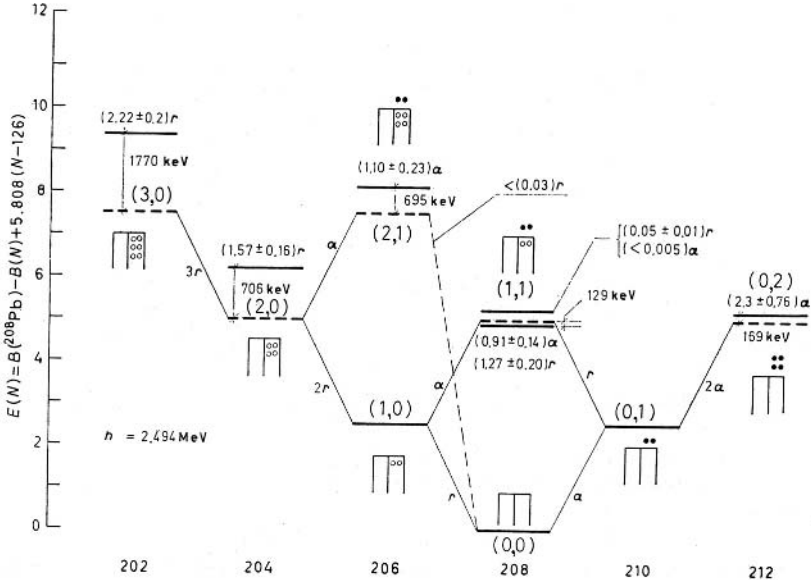 E(N)=B(²⁰⁸Pb)-B(N)+5.808(N-126)
12
10
8
6
4
2
0
(2,22±0,2)r
1770 keV
(3,0)
3r
(1,57±0,16)r
706 keV
(2,0)
2r
α
(1,10±0,23)α
695 keV
(2,1)
<(0,03)r
(0,05±0,01)r
(<0,005)α
(1,1)
129 keV
(0,91±0,14)α
(1,27±0,20)r
α
r
(0,2)
(2,3±0,76)α
169 keV
2α
(1,0)
(0,1)
r
α
(0,0)
h = 2,494 MeV
202
204
206
208
210
212